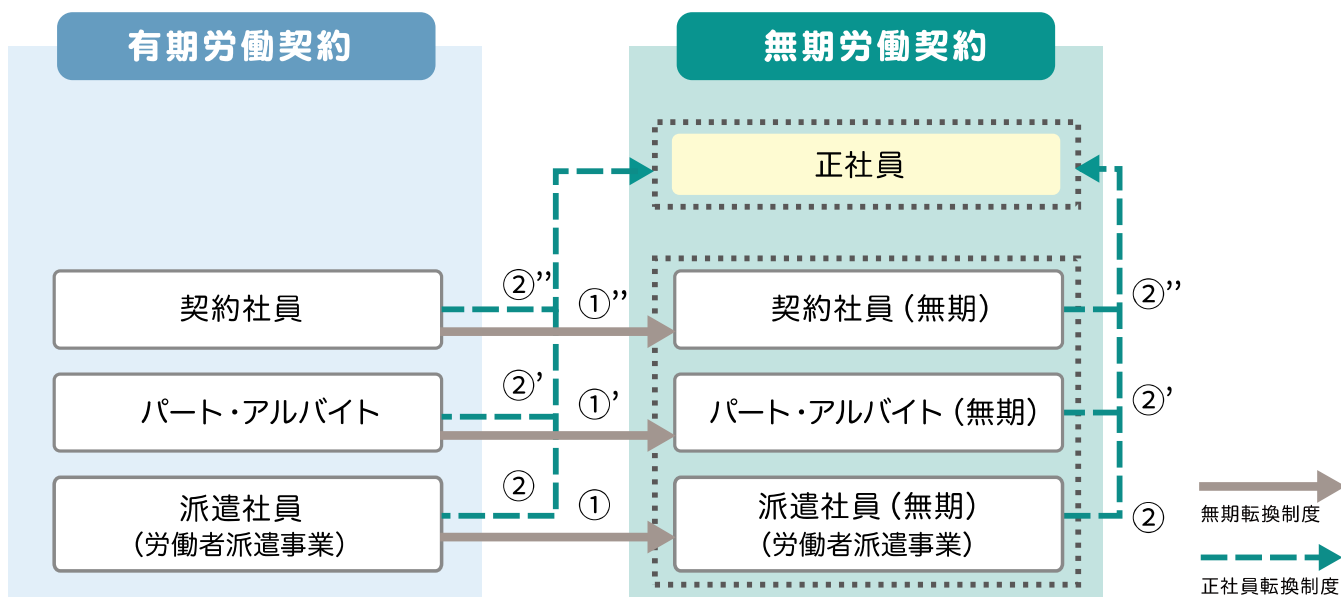 有期労働契約
無期労働契約
正社員
契約社員
②’’
①’’
契約社員(無期)
②’’
パート・アルバイト
②’
①’
パート・アルバイト(無期)
②’
派遣社員
(労働者派遣事業)
②
①
派遣社員(無期)
(労働者派遣事業)
②
無期転換制度
正社員転換制度